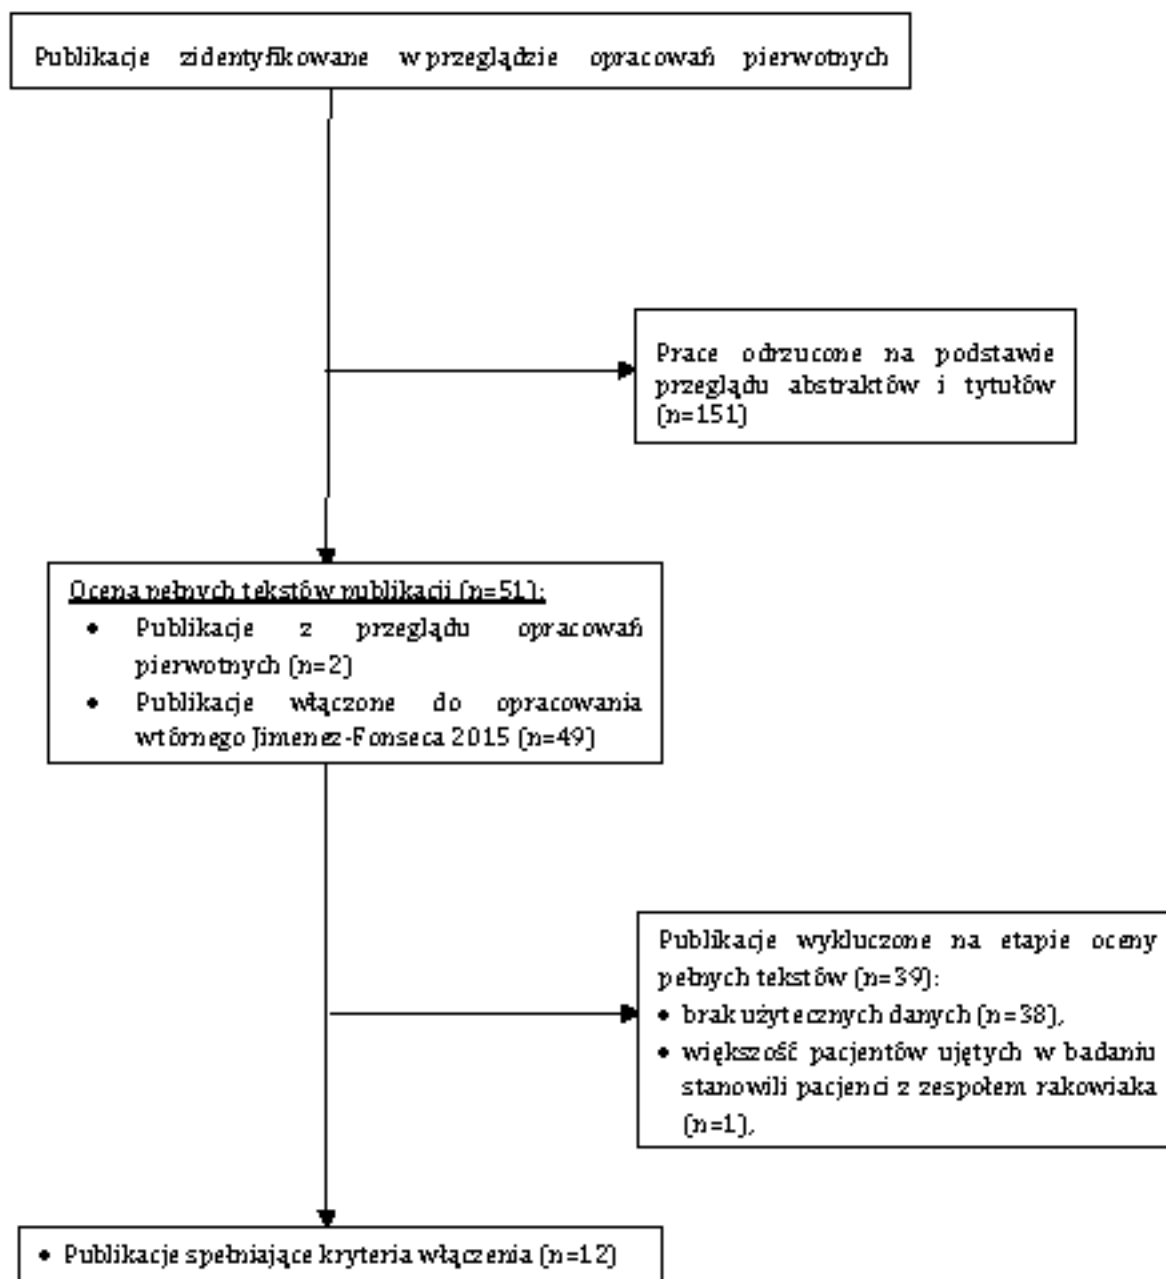 Publikacje zidentyfikowane w przeglądzie opracowań pierwotnych
Prace odrzucone na podstawie
przeglądu abstraktów i tytułów
(n=151)
Ocena pełnych tekstów publikacji (n=51):
• Publikacje z przeglądu opracowań
pierwotnych (n=2)
• Publikacje włączone do opracowania
wtórnego Jimenez-Fonseca 2015 (n=49)
Publikacje wykluczone na etapie oceny
pełnych tekstów (n=39):
• brak użytecznych danych (n=38),
• większość pacjentów ujętych w badaniu
stanowili pacjenci z zespołem rakowiaka
(n=1),
• Publikacje spełniające kryteria włączenia (n=12)